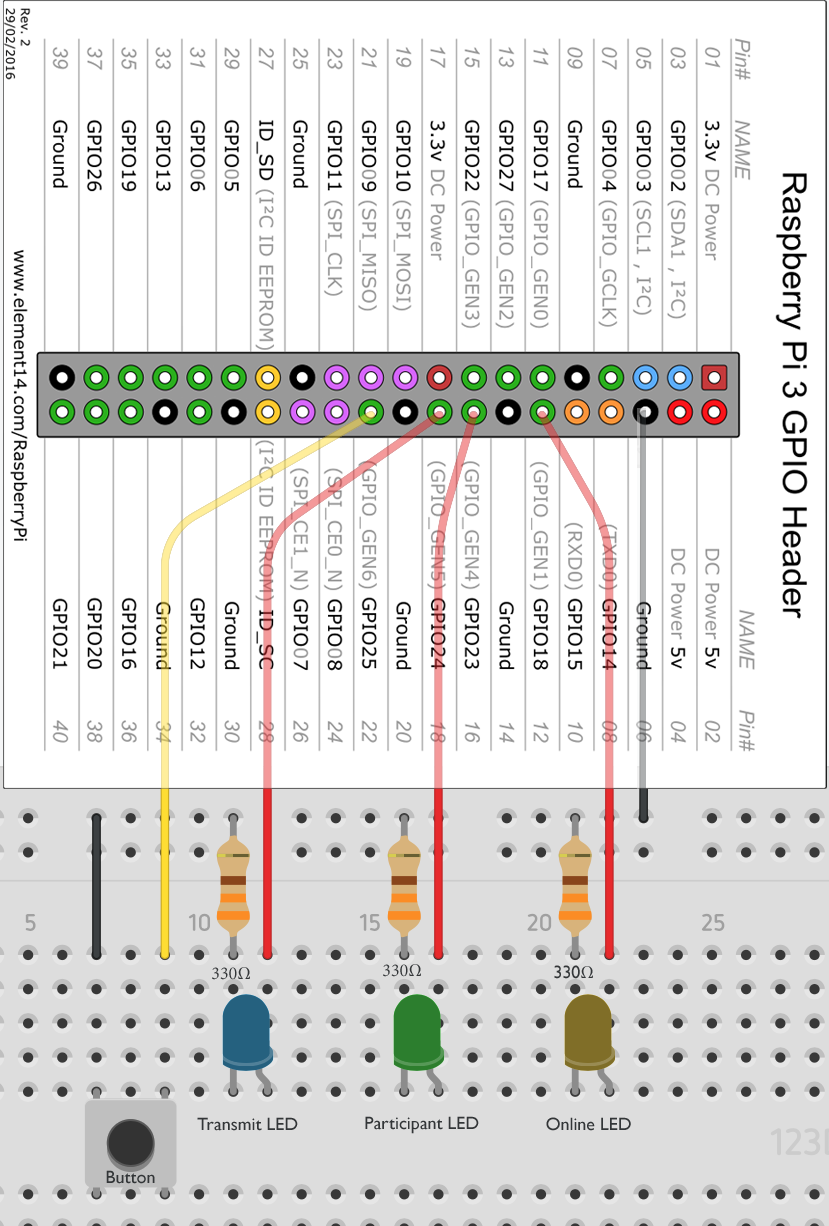 Raspberry Pi 3 GPIO Header
Pin# NAME
01 3.3v DC Power
03 GPIO02 (SDA1 , I²C)
05 GPIO03 (SCL1 , I²C)
07 GPIO04 (GPIO_GCLK)
09 Ground
11 GPIO17 (GPIO_GEN0)
13 GPIO27 (GPIO_GEN2)
15 GPIO22 (GPIO_GEN3)
17 3.3v DC Power
19 GPIO10 (SPI_MOSI)
21 GPIO09 (SPI_MISO)
23 GPIO11 (SPI_CLK)
25 Ground
27 ID_SD (I²C ID EEPROM)
29 GPIO05
31 GPIO06
33 GPIO13
35 GPIO19
37 GPIO26
39 Ground
NAME Pin#
DC Power 5v 02
DC Power 5v 04
Ground 06
(TXD0) GPIO14 08
(RXD0) GPIO15 10
(GPIO_GEN1) GPIO18 12
Ground 14
(GPIO_GEN4) GPIO23 16
(GPIO_GEN5) GPIO24 18
Ground 20
(GPIO_GEN6) GPIO25 22
(SPI_CE0_N) GPIO08 24
(SPI_CE1_N) GPIO07 26
(I²C ID EEPROM) ID_SC 28
Ground 30
GPIO12 32
Ground 34
GPIO16 36
GPIO20 38
GPIO21 40
Rev. 2
29/02/2016
www.element14.com/RaspberryPi
5 10 15 20 25
330Ω 330Ω 330Ω
Transmit LED Participant LED Online LED
123
Button